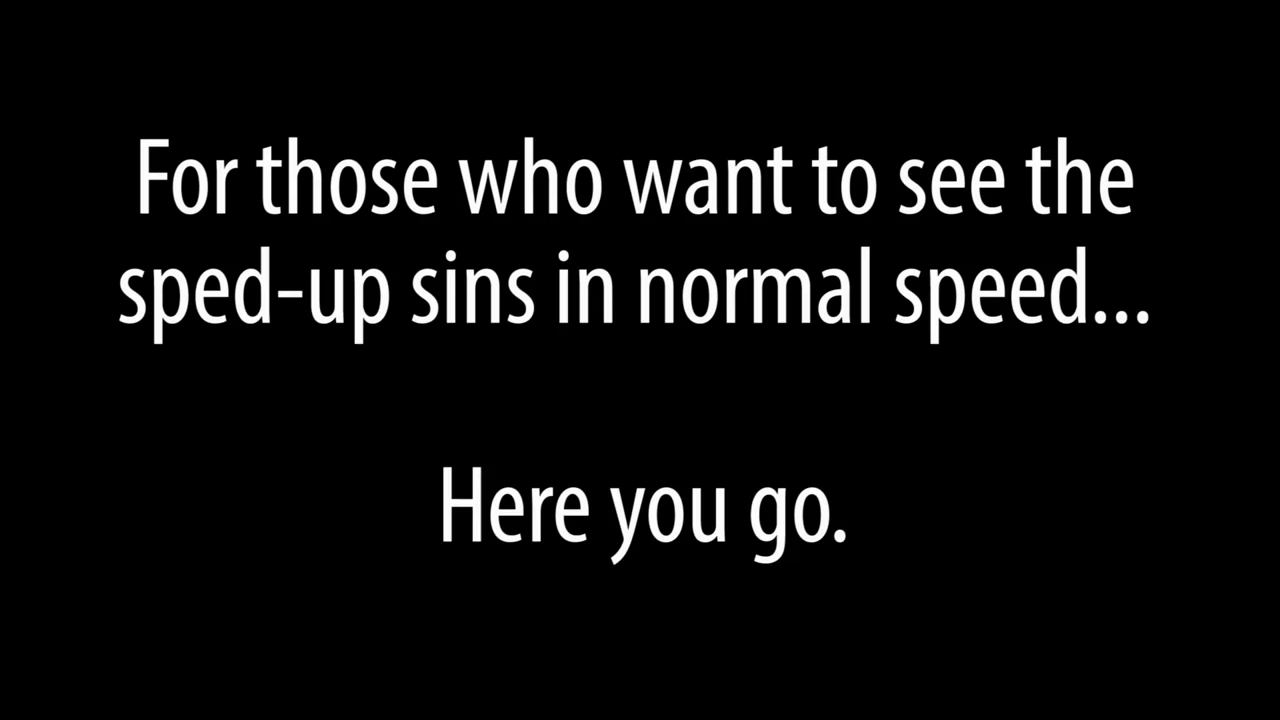 For those who want to see the
sped-up sins in normal speed...
Here you go.